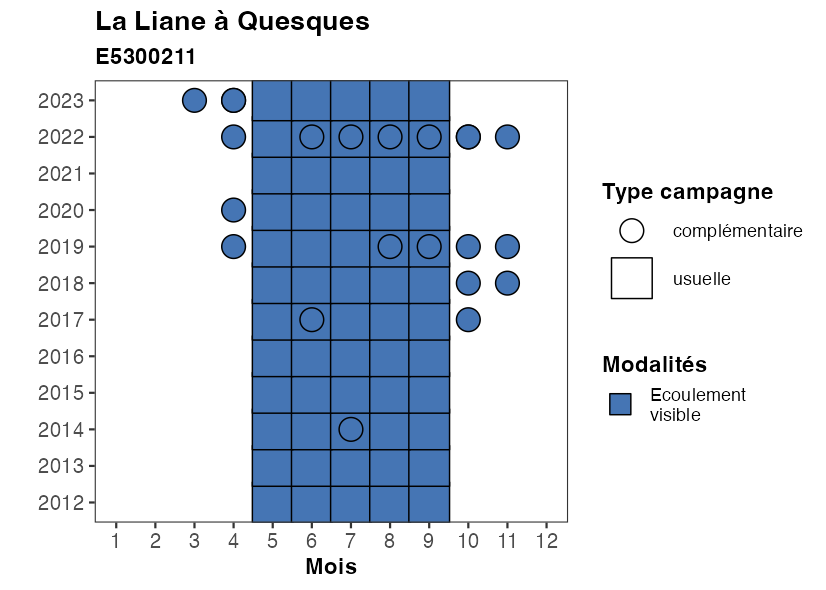 La Liane à Quesques
E5300211
2023
2022
2021
2020
2019
2018
2017
2016
2015
2014
2013
2012
1 2 3 4 5 6 7 8 9 10 11 12
Mois
Type campagne
complémentaire
usuelle
Modalités
Ecoulement
visible